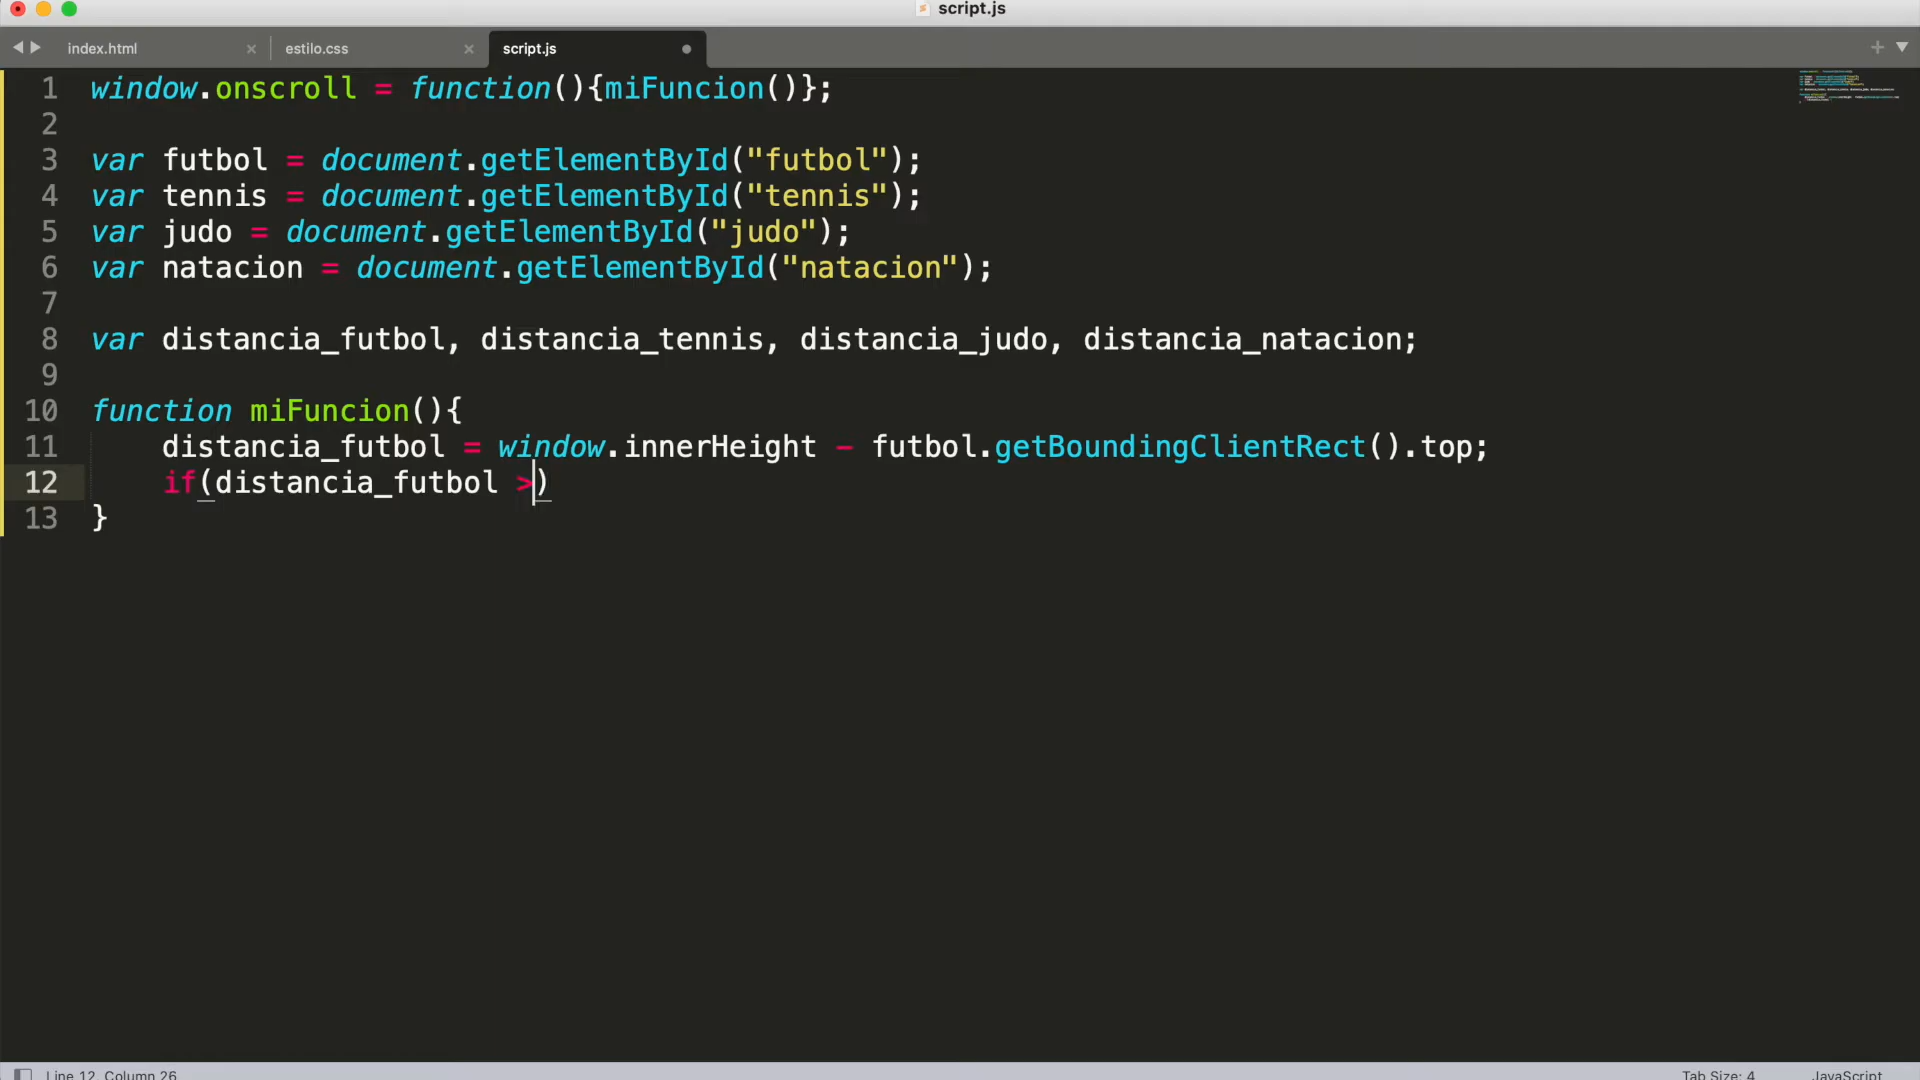 script.js
index.html × estilo.css × script.js
1 window.onscroll = function(){miFuncion()};
2
3 var futbol = document.getElementById("futbol");
4 var tennis = document.getElementById("tennis");
5 var judo = document.getElementById("judo");
6 var natacion = document.getElementById("natacion");
7
8 var distancia_futbol, distancia_tennis, distancia_judo, distancia_natacion;
9
10 function miFuncion(){
11 distancia_futbol = window.innerHeight - futbol.getBoundingClientRect().top;
12 if(distancia_futbol >)
13 }
Line 12, Column 26 Tab Size: 4 JavaScript